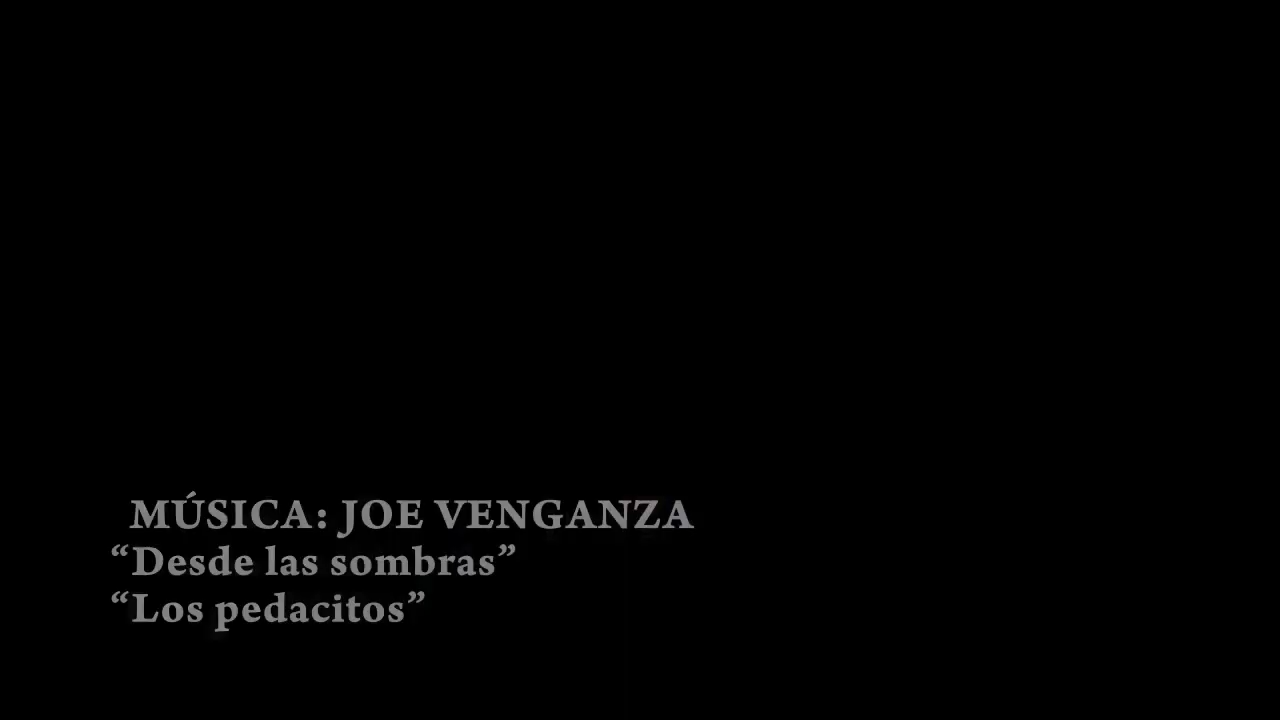 MÚSICA: JOE VENGANZA
“Desde las sombras”
“Los pedacitos”